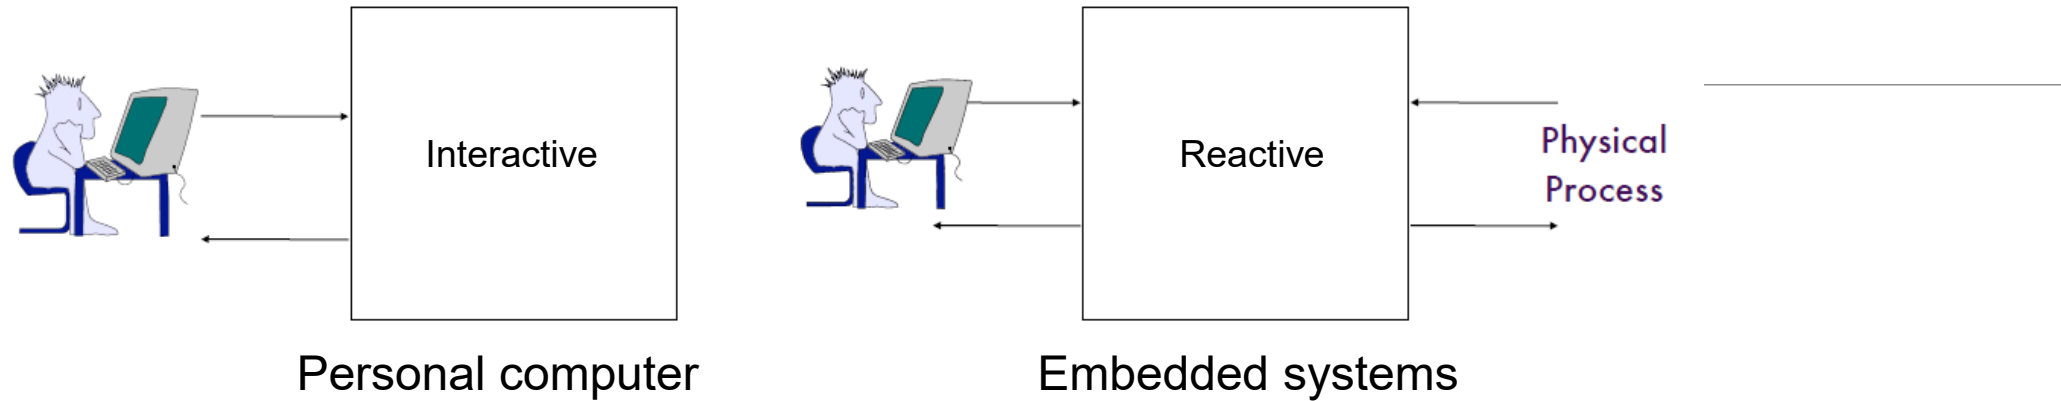 Interactive
Reactive
Physical
Process
Personal computer
Embedded systems